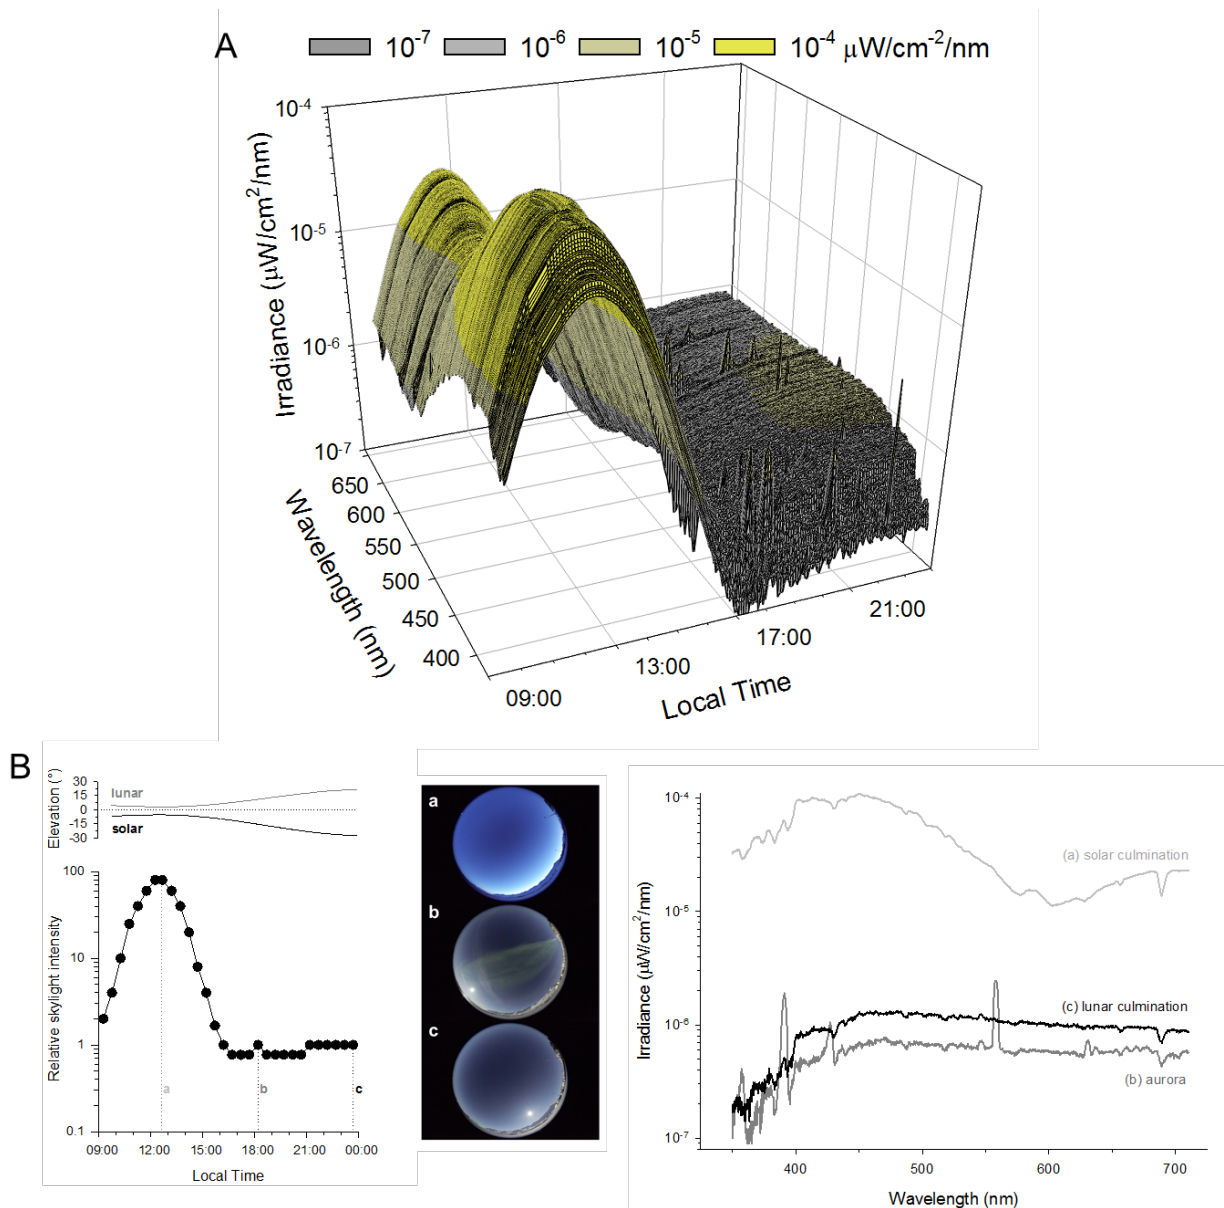 A
10-7 10-6 10-5 10-4 μW/cm-2/nm
Irradiance (μW/cm2/nm)
10-4
10-5
10-6
10-7
Wavelength (nm)
650
600
550
500
450
400
09:00
13:00
17:00
21:00
Local Time
B
Elevation (°)
30
15
0
-15
-30
lunar
solar
Relative skylight intensity
100
10
1
0.1
a
b
c
09:00 12:00 15:00 18:00 21:00 00:00
Local Time
a
b
c
Irradiance (μW/cm2/nm)
10-4
10-5
10-6
10-7
(a) solar culmination
(c) lunar culmination
(b) aurora
400 500 600 700
Wavelength (nm)